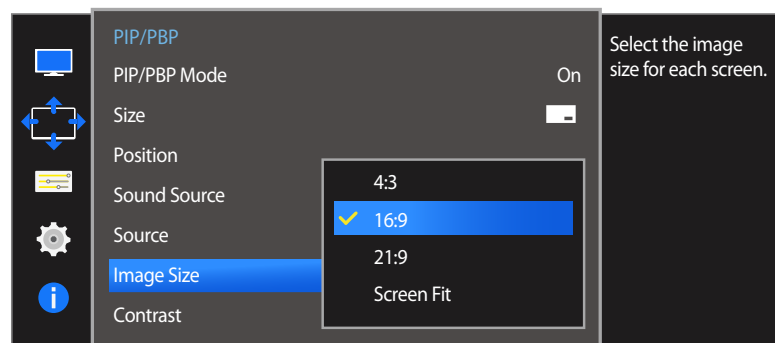 PIP/PBP
PIP/PBP Mode On
Size
Position
Sound Source
Source
Image Size
Contrast
4:3
16:9
21:9
Screen Fit
Select the image
size for each screen.